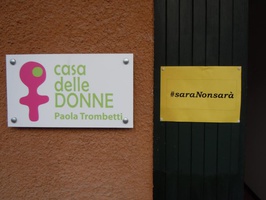 casa
delle
DONNE
Paola Trombetti
#saraNonsarà